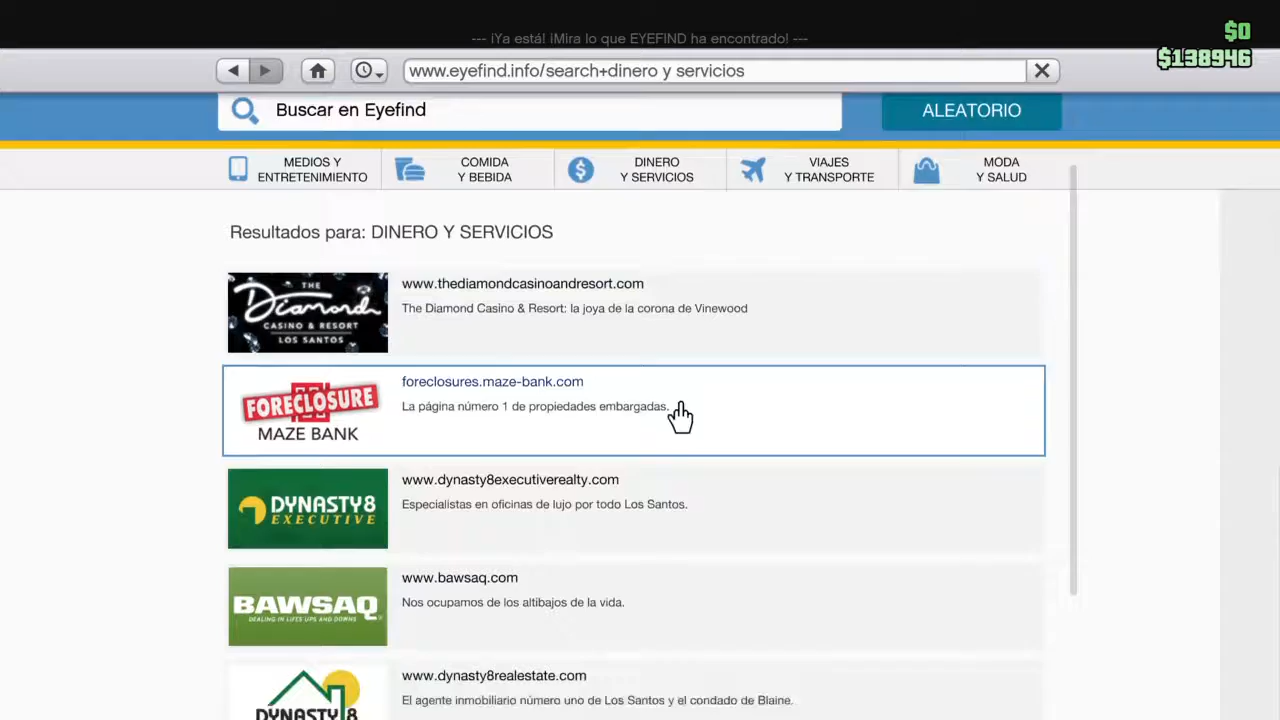 --- ¡Ya está! ¡Mira lo que EYEFIND ha encontrado! ---
$0
$138946
www.eyefind.info/search+dinero y servicios
Buscar en Eyefind
ALEATORIO
MEDIOS Y
ENTRETENIMIENTO
COMIDA
Y BEBIDA
DINERO
Y SERVICIOS
VIAJES
Y TRANSPORTE
MODA
Y SALUD
Resultados para: DINERO Y SERVICIOS
THE
Diamond
CASINO & RESORT
LOS SANTOS
www.thediamondcasinoandresort.com
The Diamond Casino & Resort: la joya de la corona de Vinewood
FORECLOSURE
MAZE BANK
foreclosures.maze-bank.com
La página número 1 de propiedades embargadas.
DYNASTY8
EXECUTIVE
www.dynasty8executiverealty.com
Especialistas en oficinas de lujo por todo Los Santos.
BAWSAQ
DEALING IN LIFE'S UPS AND DOWNS
www.bawsaq.com
Nos ocupamos de los altibajos de la vida.
DYNASTY 8
www.dynasty8realestate.com
El agente inmobiliario número uno de Los Santos y el condado de Blaine.